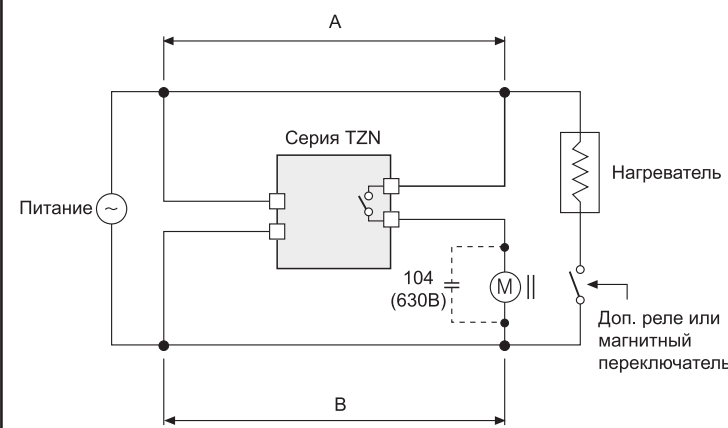 A
Серия TZN
Нагреватель
Питание
~
104
(630В)
M
Доп. реле или
магнитный
переключатель
B